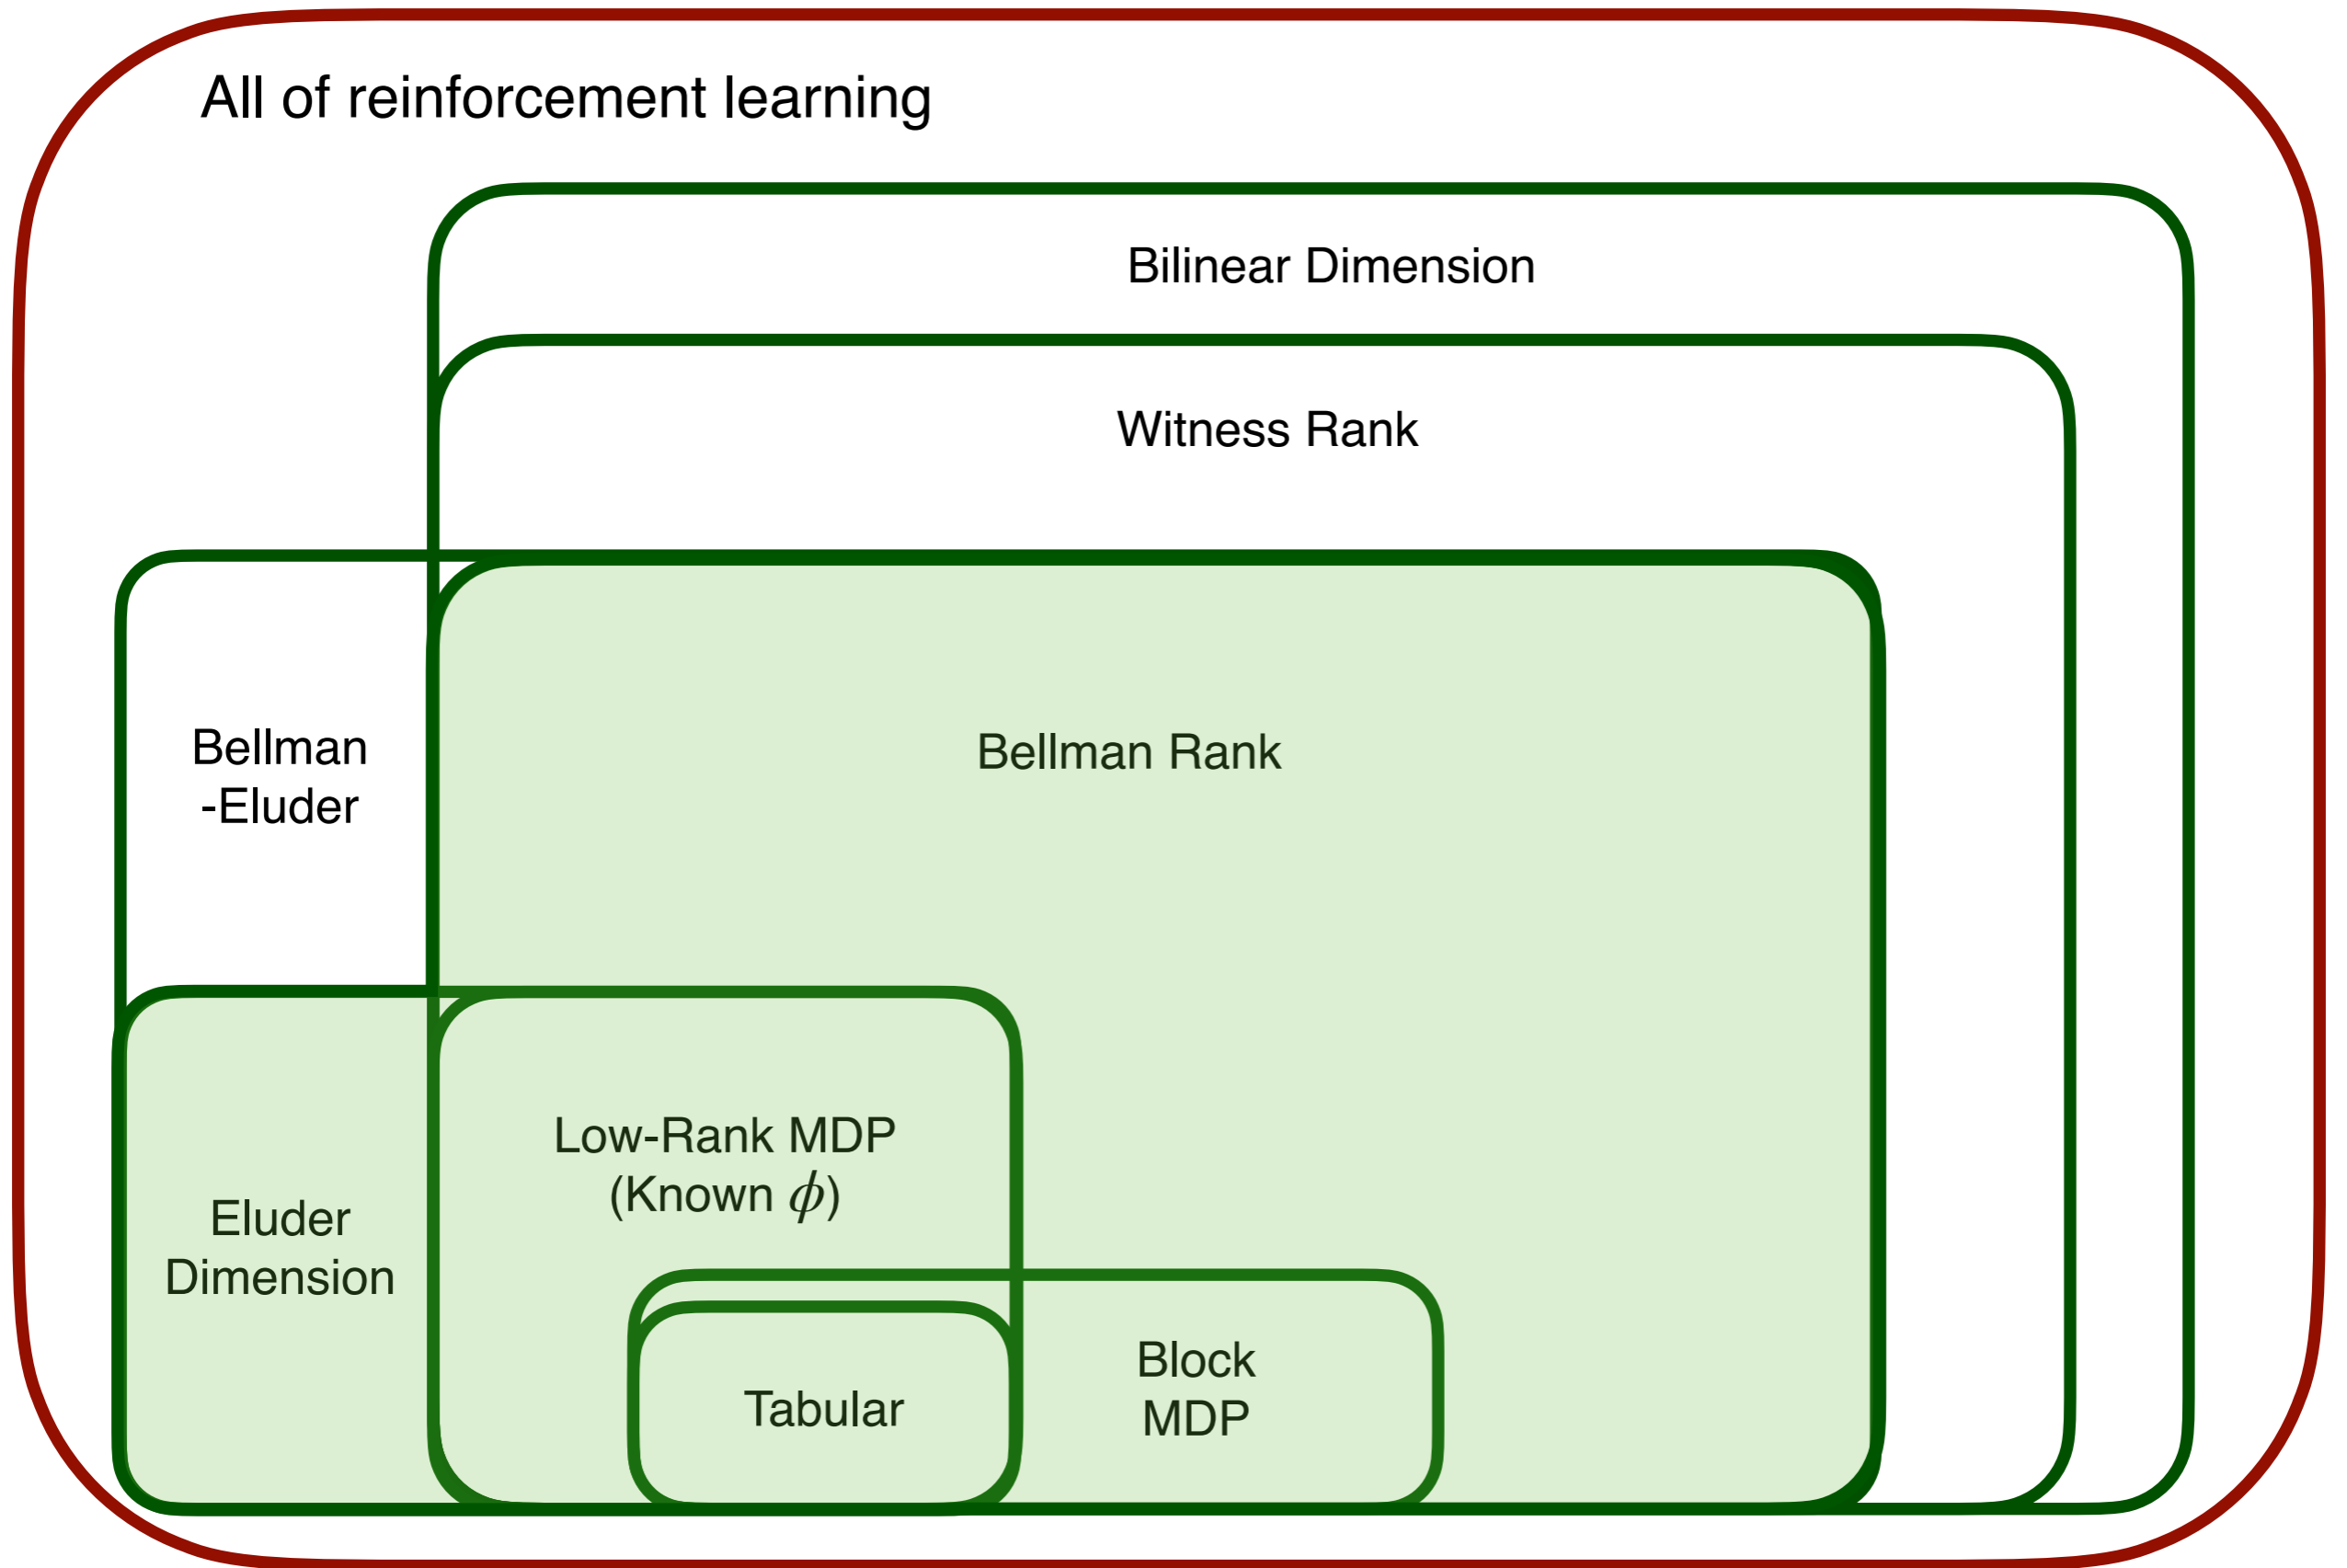 All of reinforcement learning
Bilinear Dimension
Witness Rank
Bellman
-Eluder
Bellman Rank
Low-Rank MDP
(Known ϕ)
Eluder
Dimension
Block
MDP
Tabular